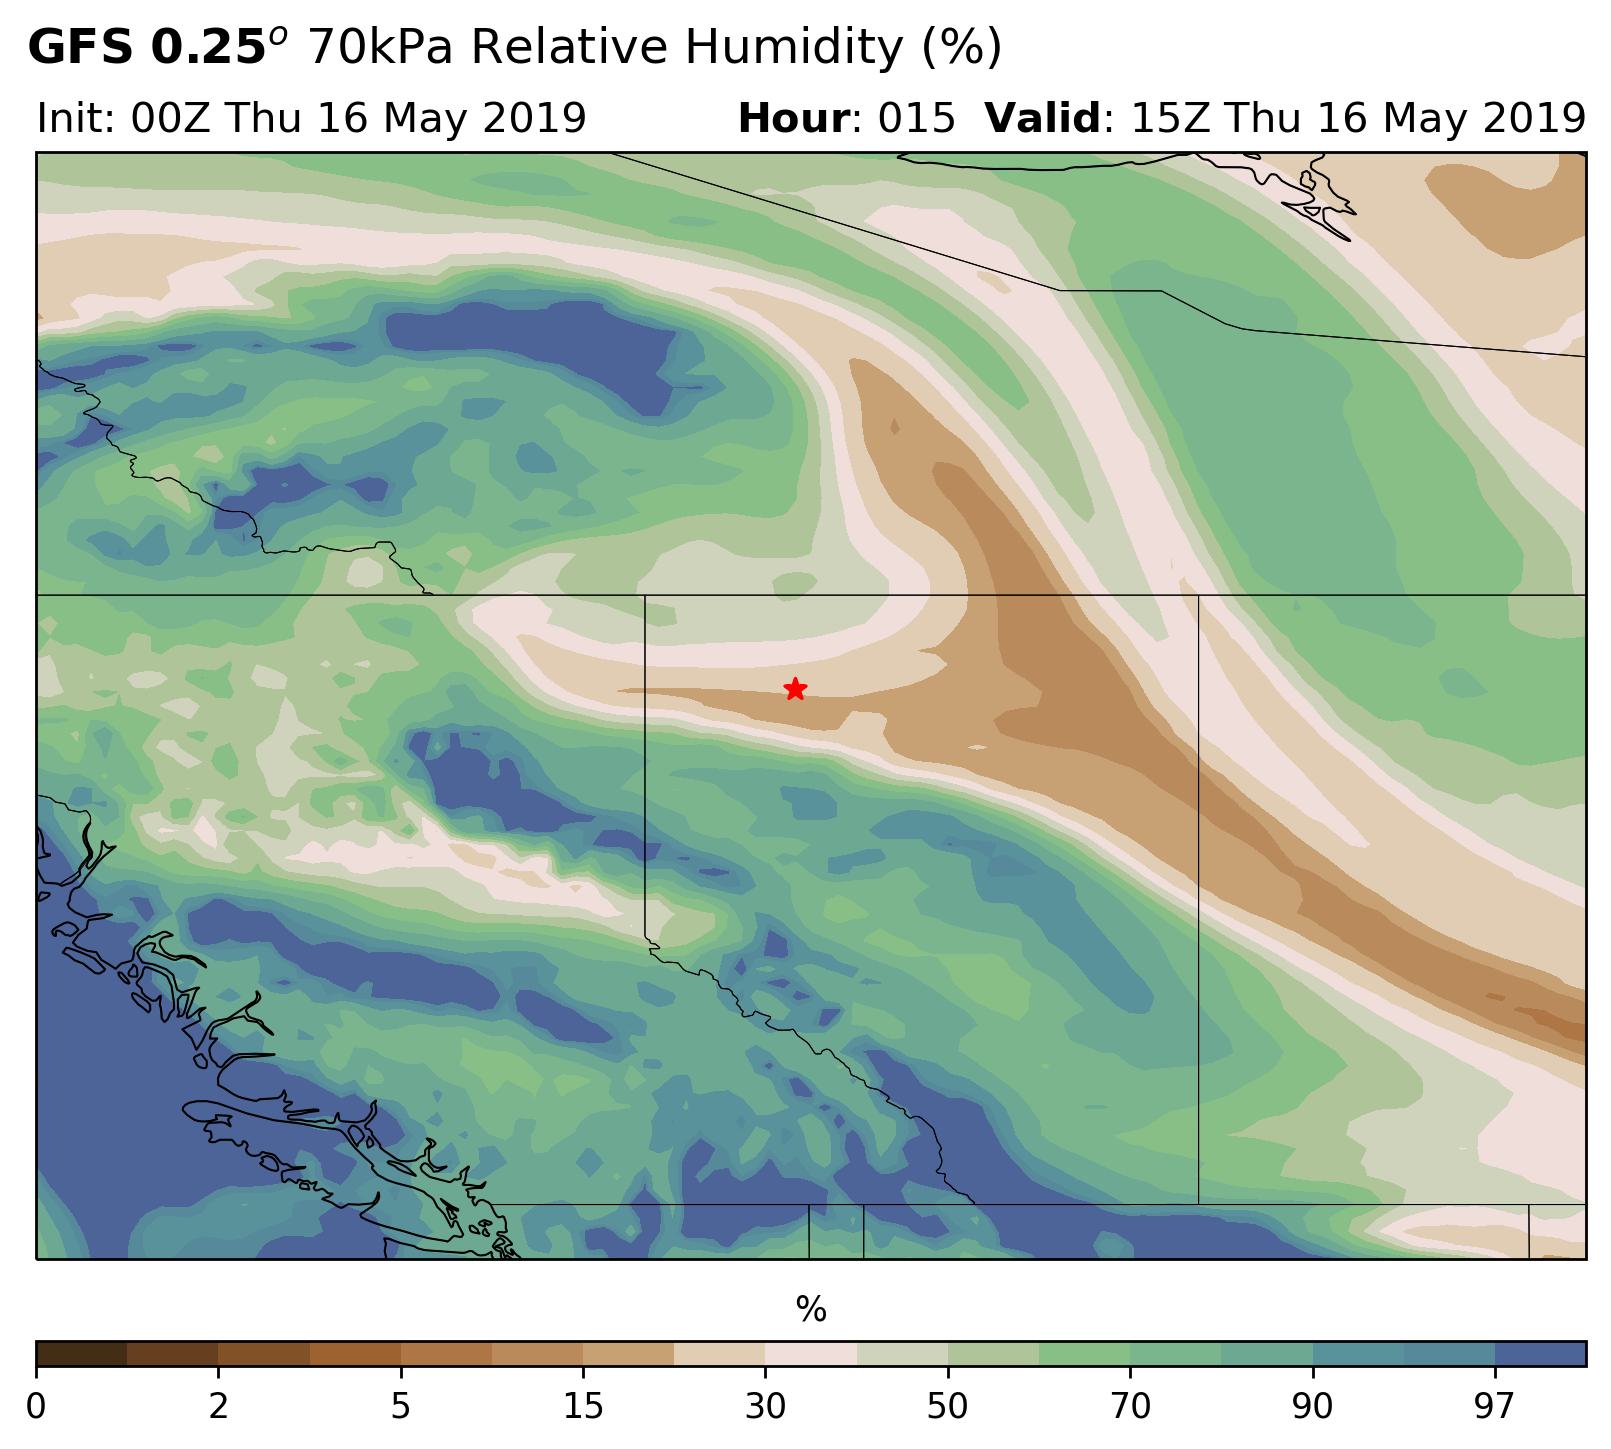 GFS 0.25º 70kPa Relative Humidity (%)
Init: 00Z Thu 16 May 2019 Hour: 015 Valid: 15Z Thu 16 May 2019
%
0 2 5 15 30 50 70 90 97